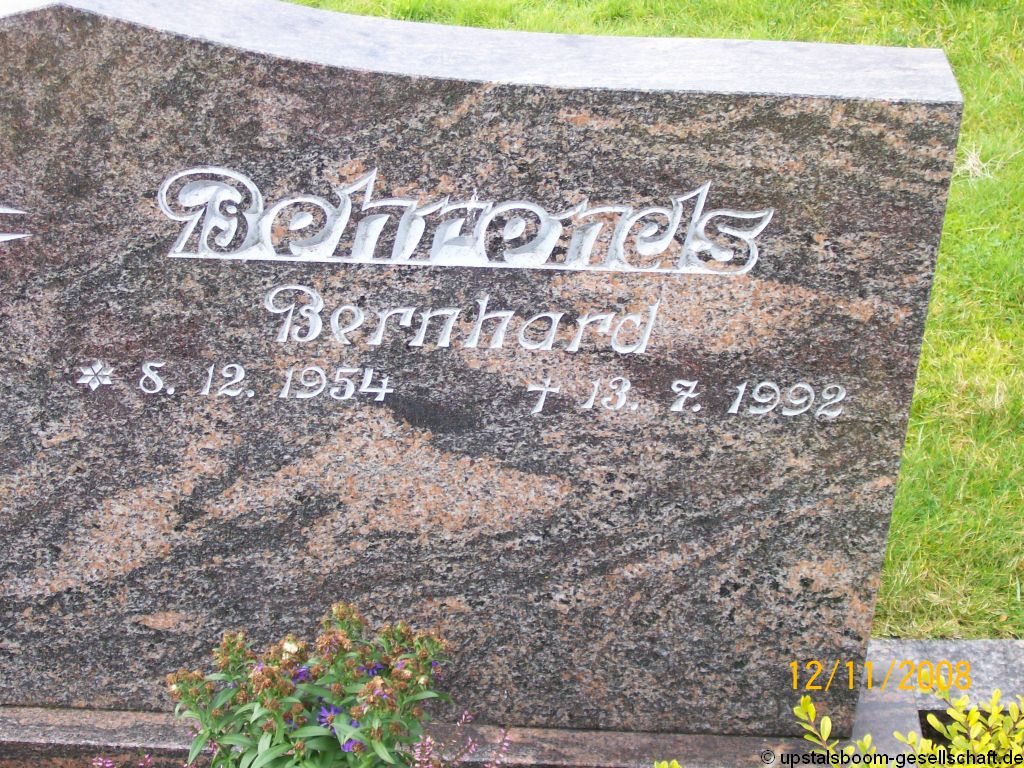 Behrends
Bernhard
* 8. 12. 1954 † 13. 7. 1992
12/11/2008
© upstalsboom-gesellschaft.de